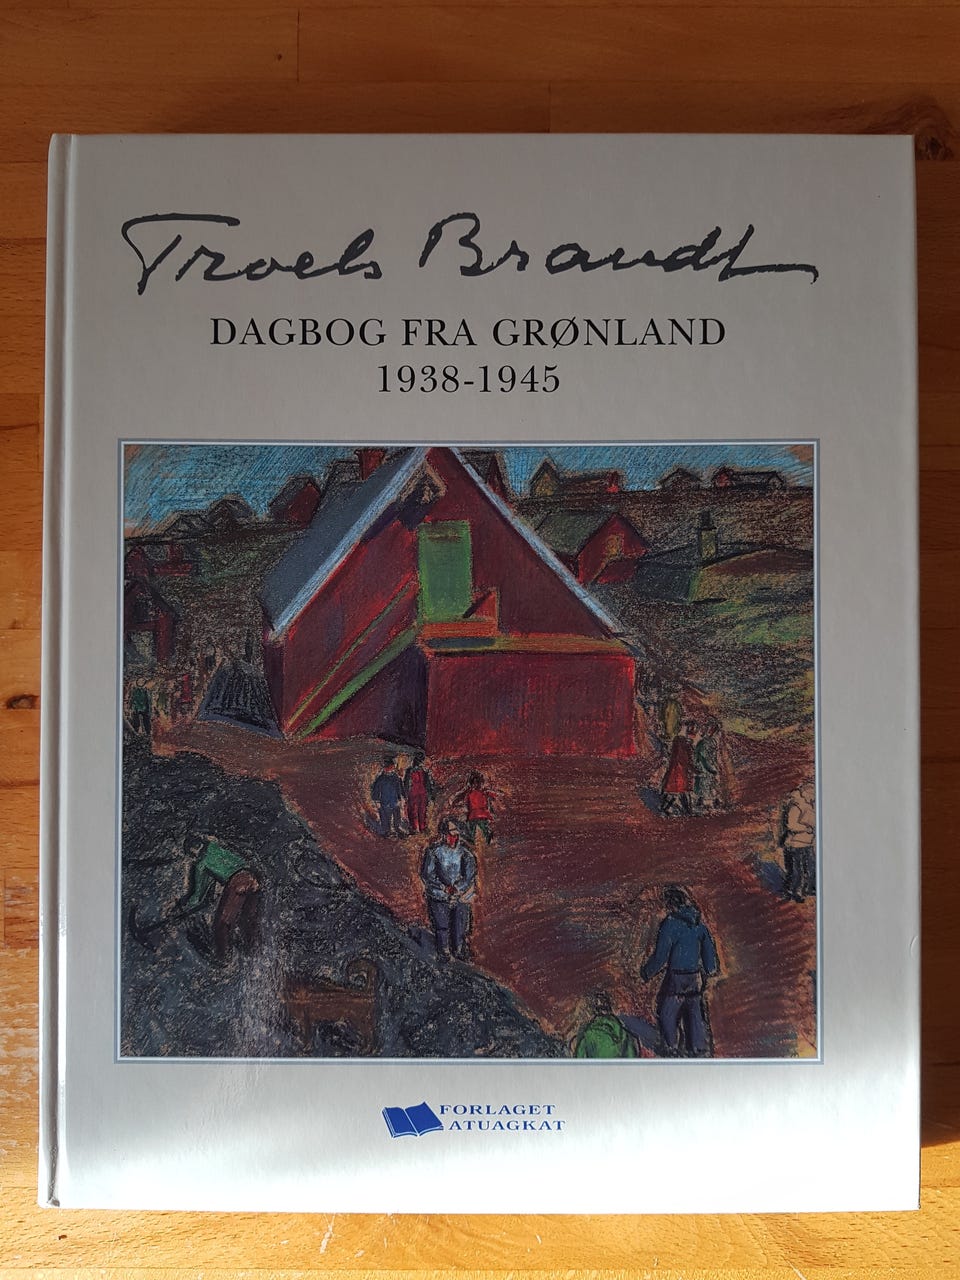 Troels Brandt
DAGBOG FRA GRØNLAND
1938-1945
FORLAGET
ATUAGKAT